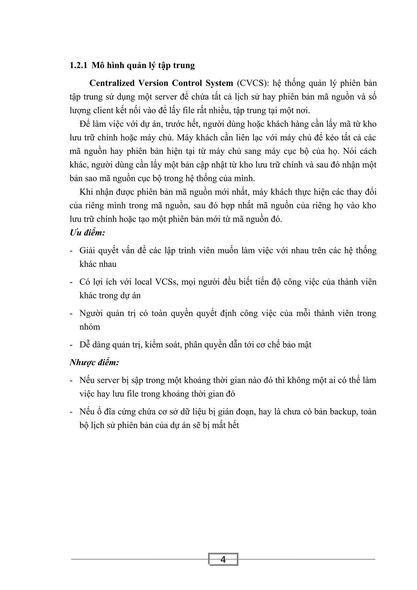 1.2.1 Mô hình quản lý tập trung
Centralized Version Control System (CVCS): hệ thống quản lý phiên bản
tập trung sử dụng một server để chứa tất cả lịch sử hay phiên bản mã nguồn và số
lượng client kết nối vào để lấy file rất nhiều, tập trung tại một nơi.
Để làm việc với dự án, trước hết, người dùng hoặc khách hàng cần lấy mã từ kho
lưu trữ chính hoặc máy chủ. Máy khách cần liên lạc với máy chủ để kéo tất cả các
mã nguồn hay phiên bản hiện tại từ máy chủ sang máy cục bộ của họ. Nói cách
khác, người dùng cần lấy một bản cập nhật từ kho lưu trữ chính và sau đó nhận một
bản sao mã nguồn cục bộ trong hệ thống của mình.
Khi nhận được phiên bản mã nguồn mới nhất, máy khách thực hiện các thay đổi
của riêng mình trong mã nguồn, sau đó hợp nhất mã nguồn của riêng họ vào kho
lưu trữ chính hoặc tạo một phiên bản mới từ mã nguồn đó.
Ưu điểm:
- Giải quyết vấn đề các lập trình viên muốn làm việc với nhau trên các hệ thống
khác nhau
- Có lợi ích với local VCSs, mọi người đều biết tiến độ công việc của thành viên
khác trong dự án
- Người quản trị có toàn quyền quyết định công việc của mỗi thành viên trong
nhóm
- Dễ dàng quản trị, kiểm soát, phân quyền dẫn tới cơ chế bảo mật
Nhược điểm:
- Nếu server bị sập trong một khoảng thời gian nào đó thì không một ai có thể làm
việc hay lưu file trong khoảng thời gian đó
- Nếu ổ đĩa cứng chứa cơ sở dữ liệu bị gián đoạn, hay là chưa có bản backup, toàn
bộ lịch sử phiên bản của dự án sẽ bị mất hết
4